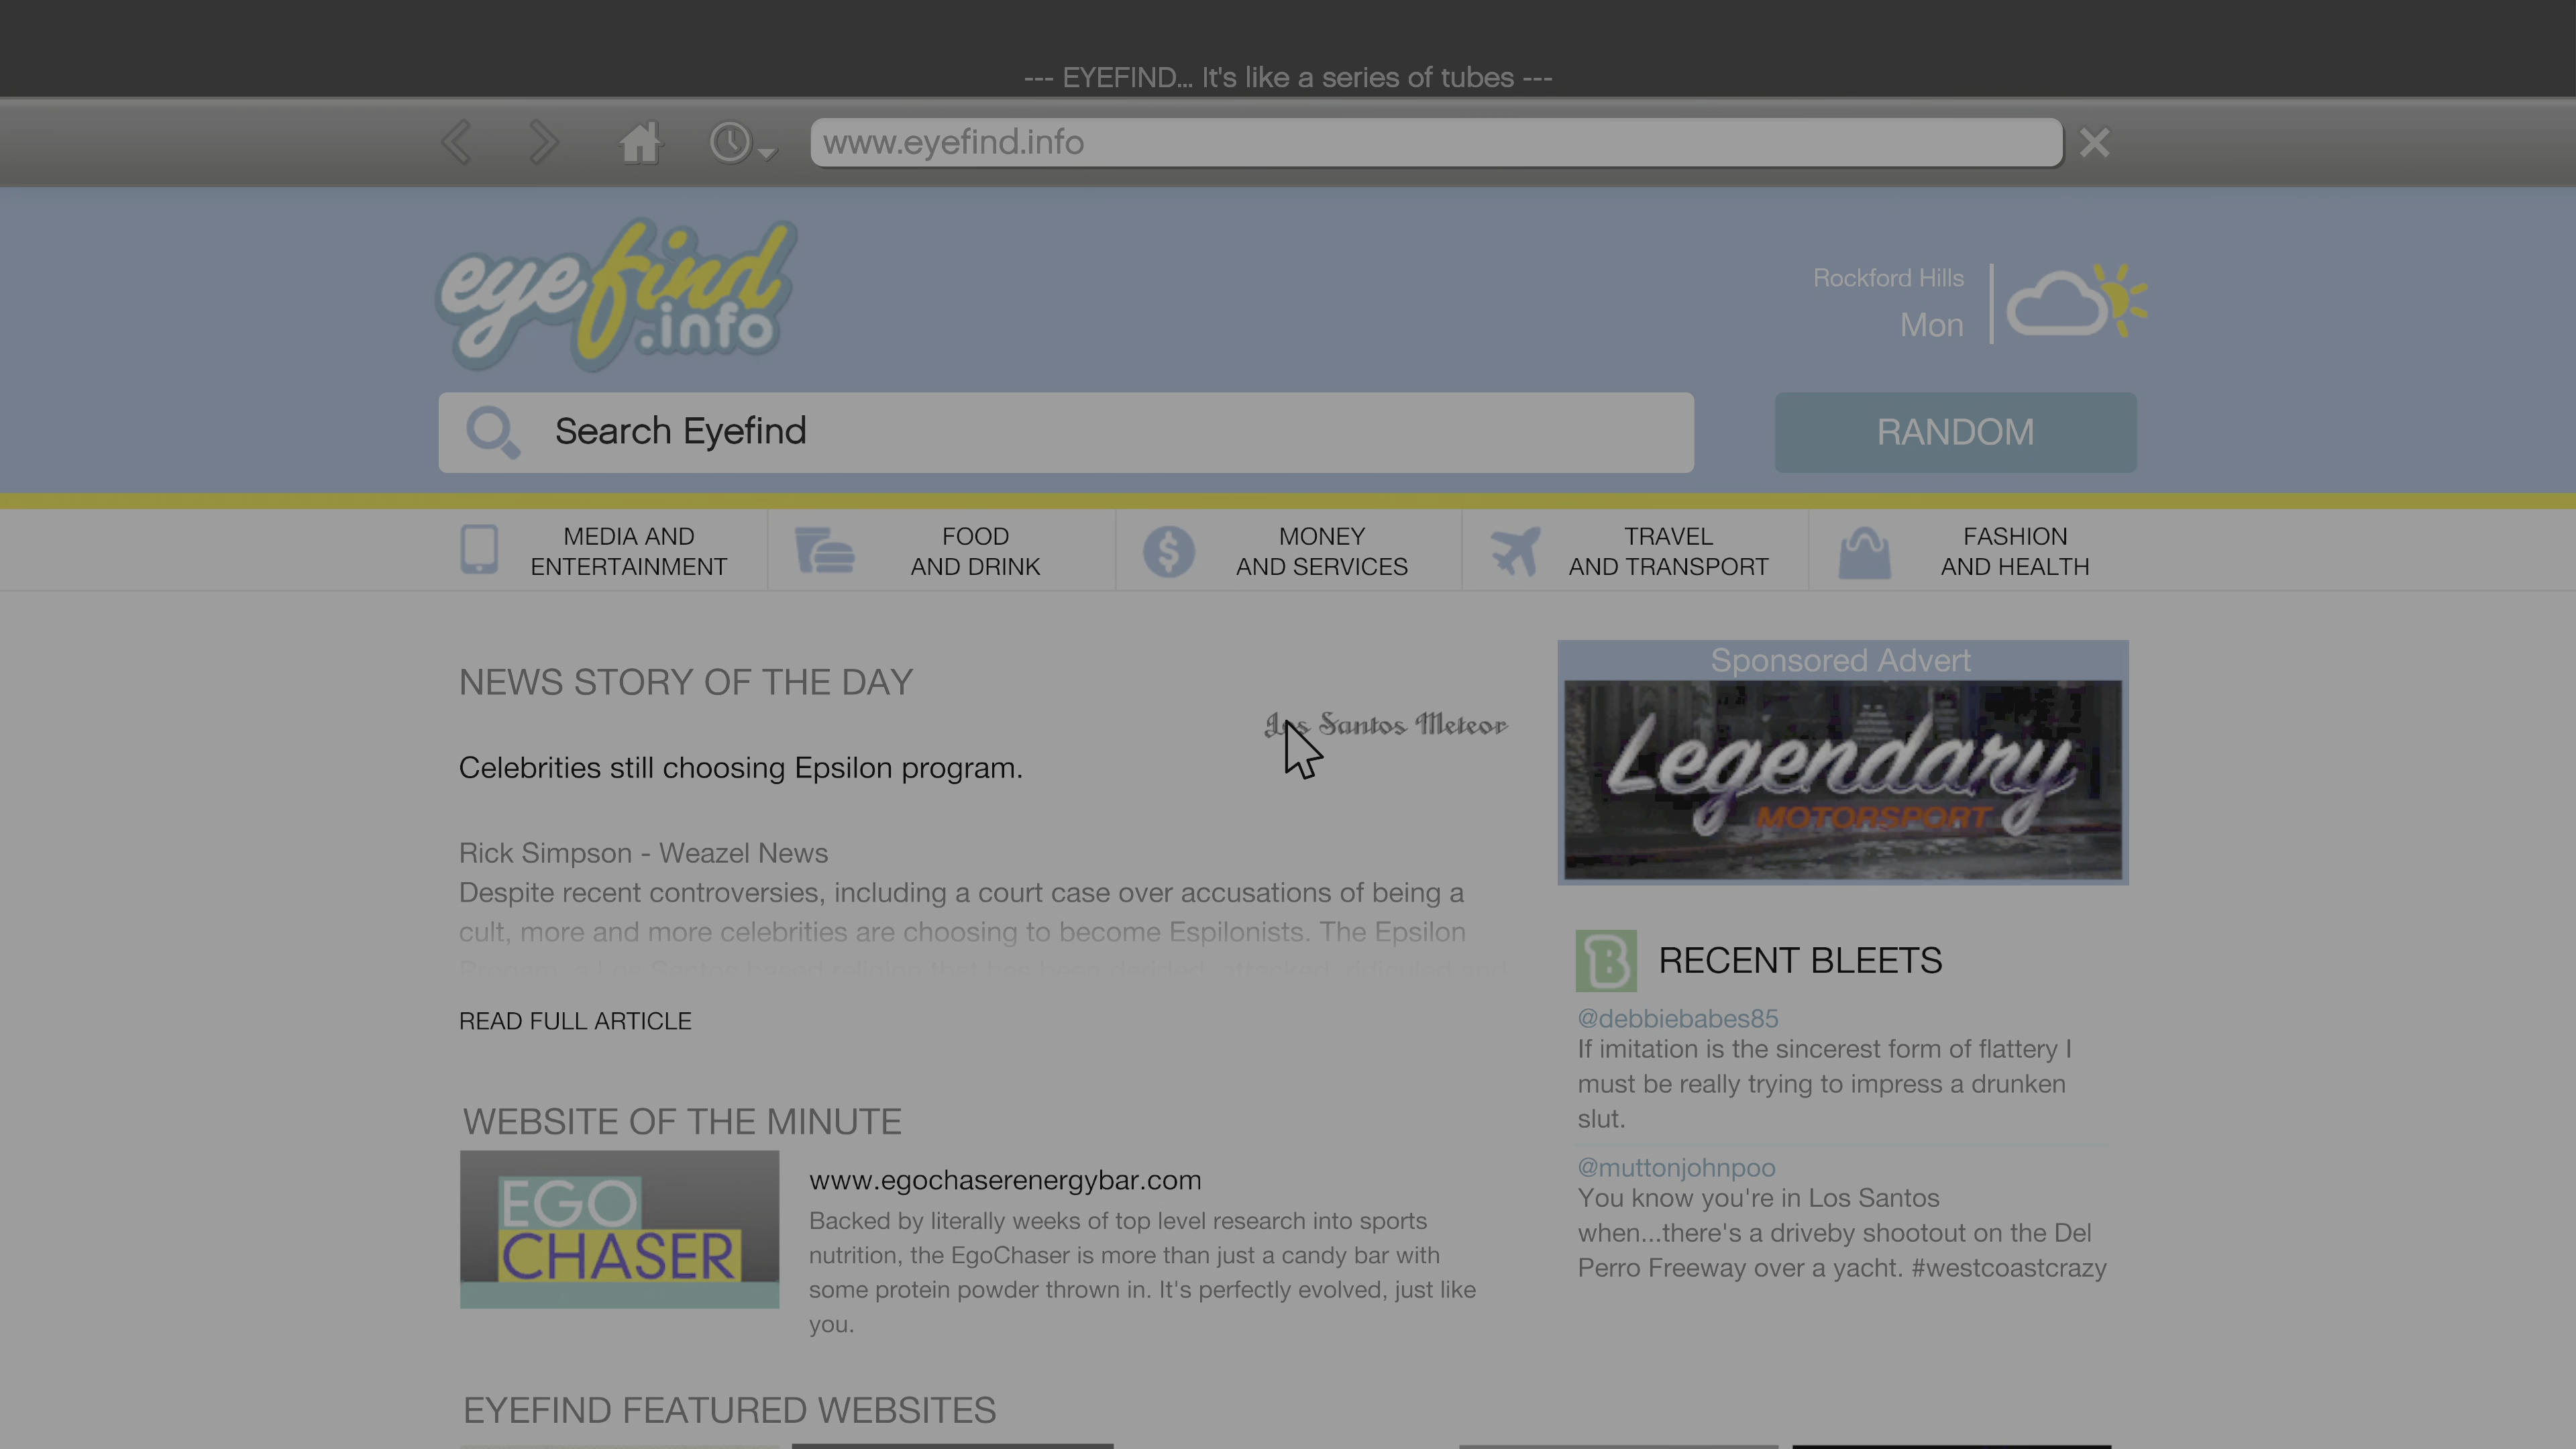 --- EYEFIND... It's like a series of tubes ---
www.eyefind.info
eyefind
.info
Rockford Hills
Mon
Search Eyefind
RANDOM
MEDIA AND
ENTERTAINMENT
FOOD
AND DRINK
MONEY
AND SERVICES
TRAVEL
AND TRANSPORT
FASHION
AND HEALTH
NEWS STORY OF THE DAY
Los Santos Meteor
Celebrities still choosing Epsilon program.
Rick Simpson - Weazel News
Despite recent controversies, including a court case over accusations of being a
cult, more and more celebrities are choosing to become Espilonists. The Epsilon
READ FULL ARTICLE
WEBSITE OF THE MINUTE
EGO
CHASER
www.egochaserenergybar.com
Backed by literally weeks of top level research into sports
nutrition, the EgoChaser is more than just a candy bar with
some protein powder thrown in. It's perfectly evolved, just like
you.
EYEFIND FEATURED WEBSITES
Sponsored Advert
Legendary
MOTORSPORT
B
RECENT BLEETS
@debbiebabes85
If imitation is the sincerest form of flattery I
must be really trying to impress a drunken
slut.
@muttonjohnpoo
You know you're in Los Santos
when...there's a driveby shootout on the Del
Perro Freeway over a yacht. #westcoastcrazy